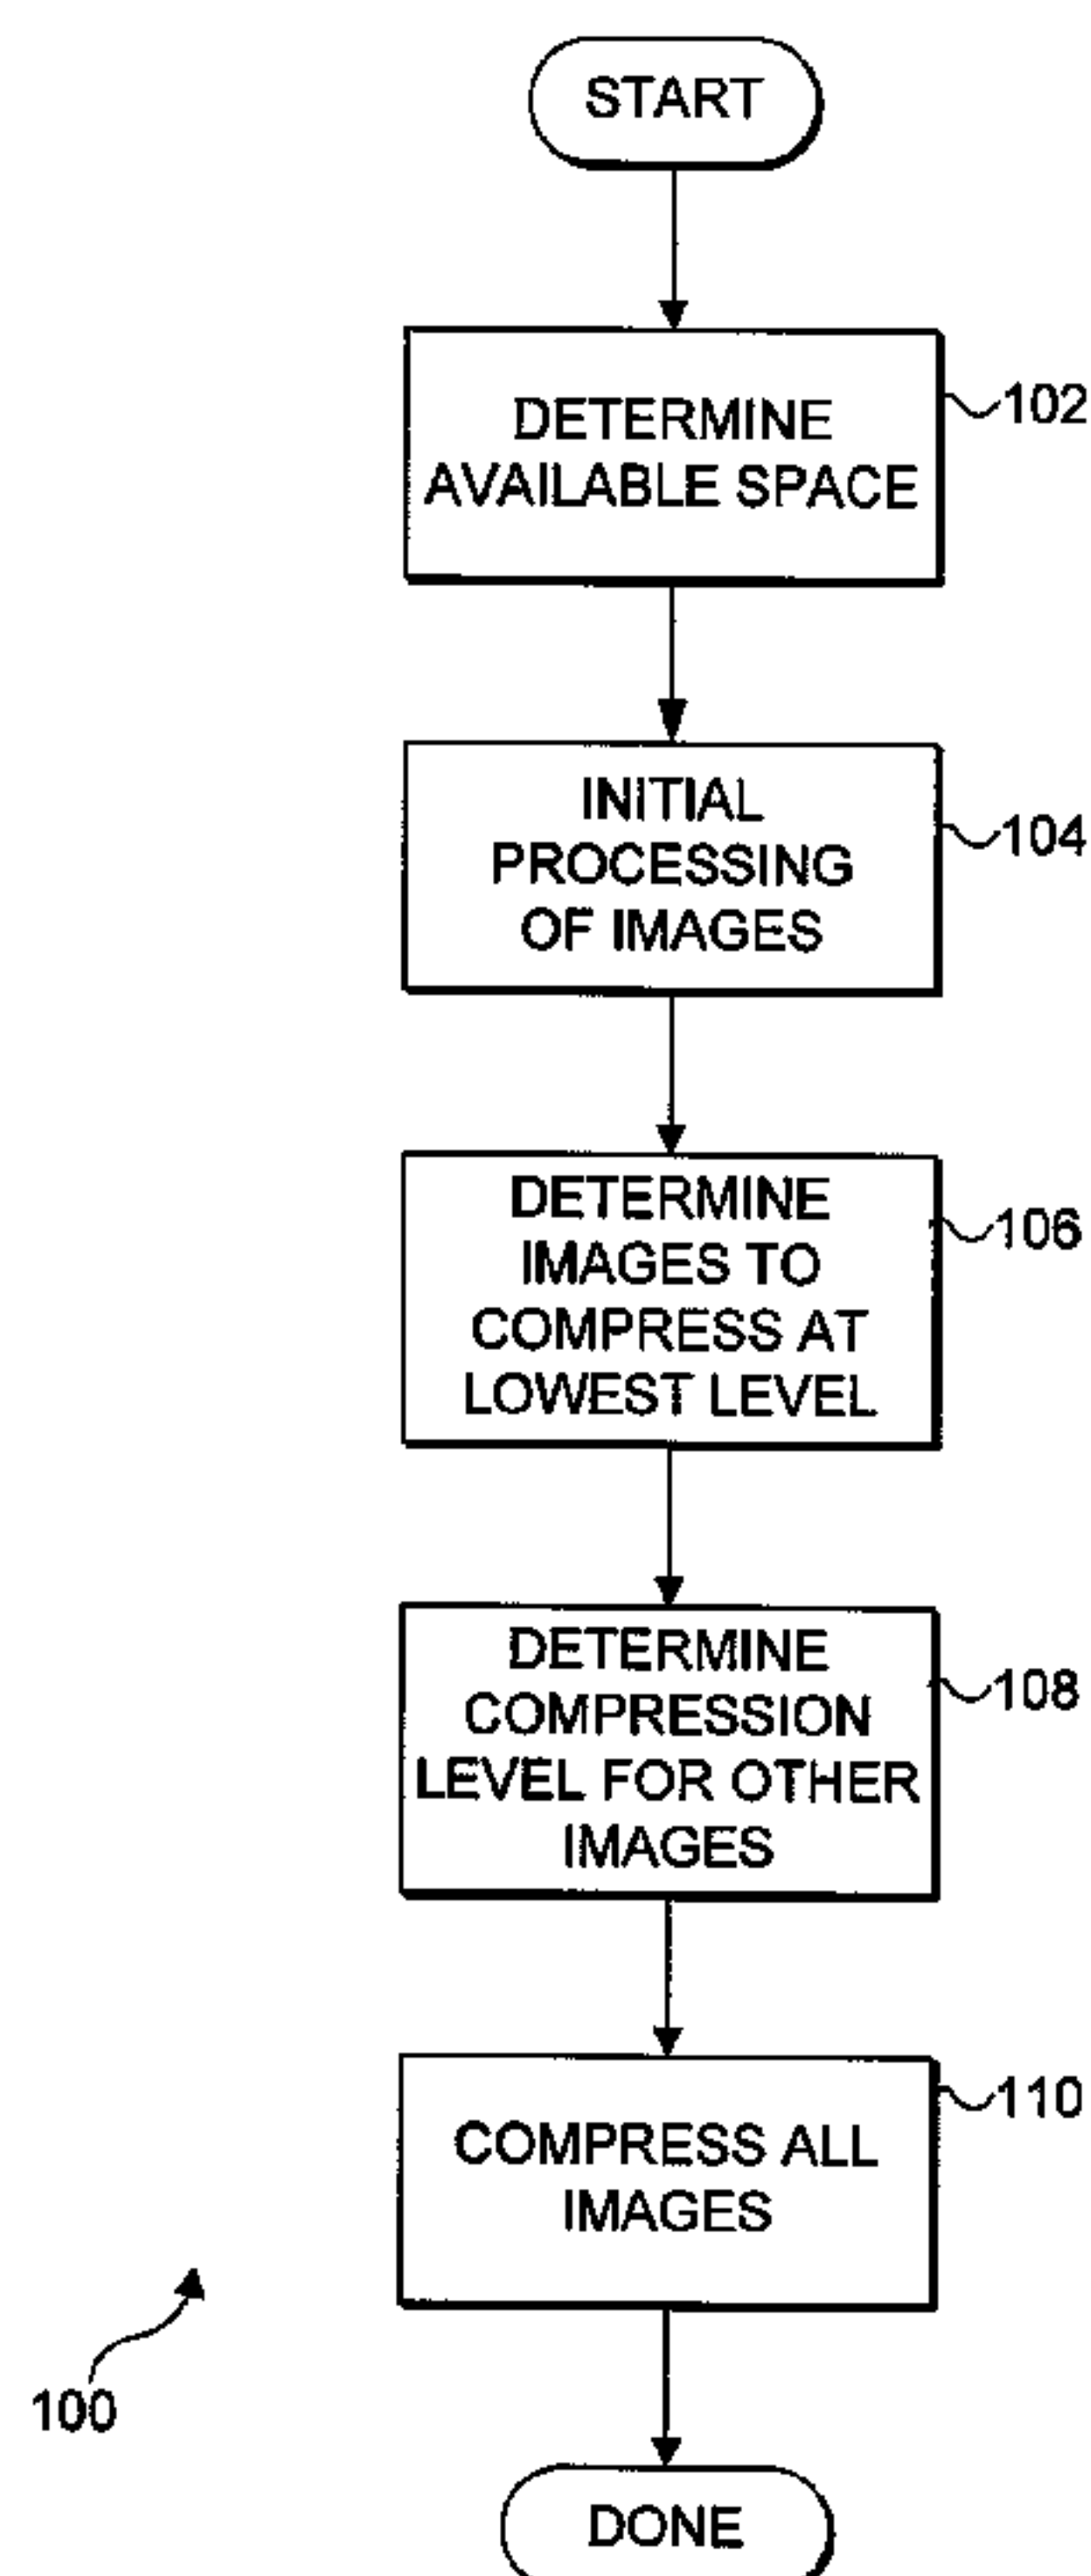 START
DETERMINE
AVAILABLE SPACE
102
INITIAL
PROCESSING
OF IMAGES
104
DETERMINE
IMAGES TO
COMPRESS AT
LOWEST LEVEL
106
DETERMINE
COMPRESSION
LEVEL FOR OTHER
IMAGES
108
COMPRESS ALL
IMAGES
110
100
DONE